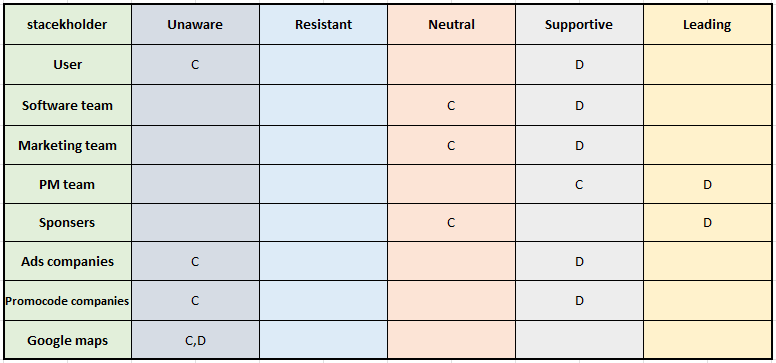 stacekholder Unaware Resistant Neutral Supportive Leading
User C D
Software team C D
Marketing team C D
PM team C D
Sponsers C D
Ads companies C D
Promocode companies C D
Google maps C,D